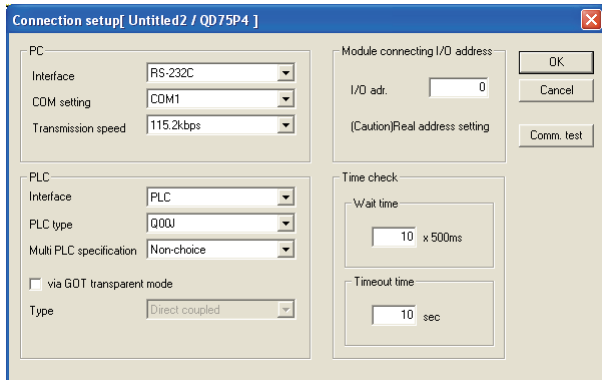 Connection setup[ Untitled2 / QD75P4 ]
PC
Interface RS-232C
COM setting COM1
Transmission speed 115.2kbps
Module connecting I/O address
I/O adr. 0
(Caution)Real address setting
OK
Cancel
Comm. test
PLC
Interface PLC
PLC type Q00J
Multi PLC specification Non-choice
via GOT transparent mode
Type Direct coupled
Time check
Wait time
10 x 500ms
Timeout time
10 sec